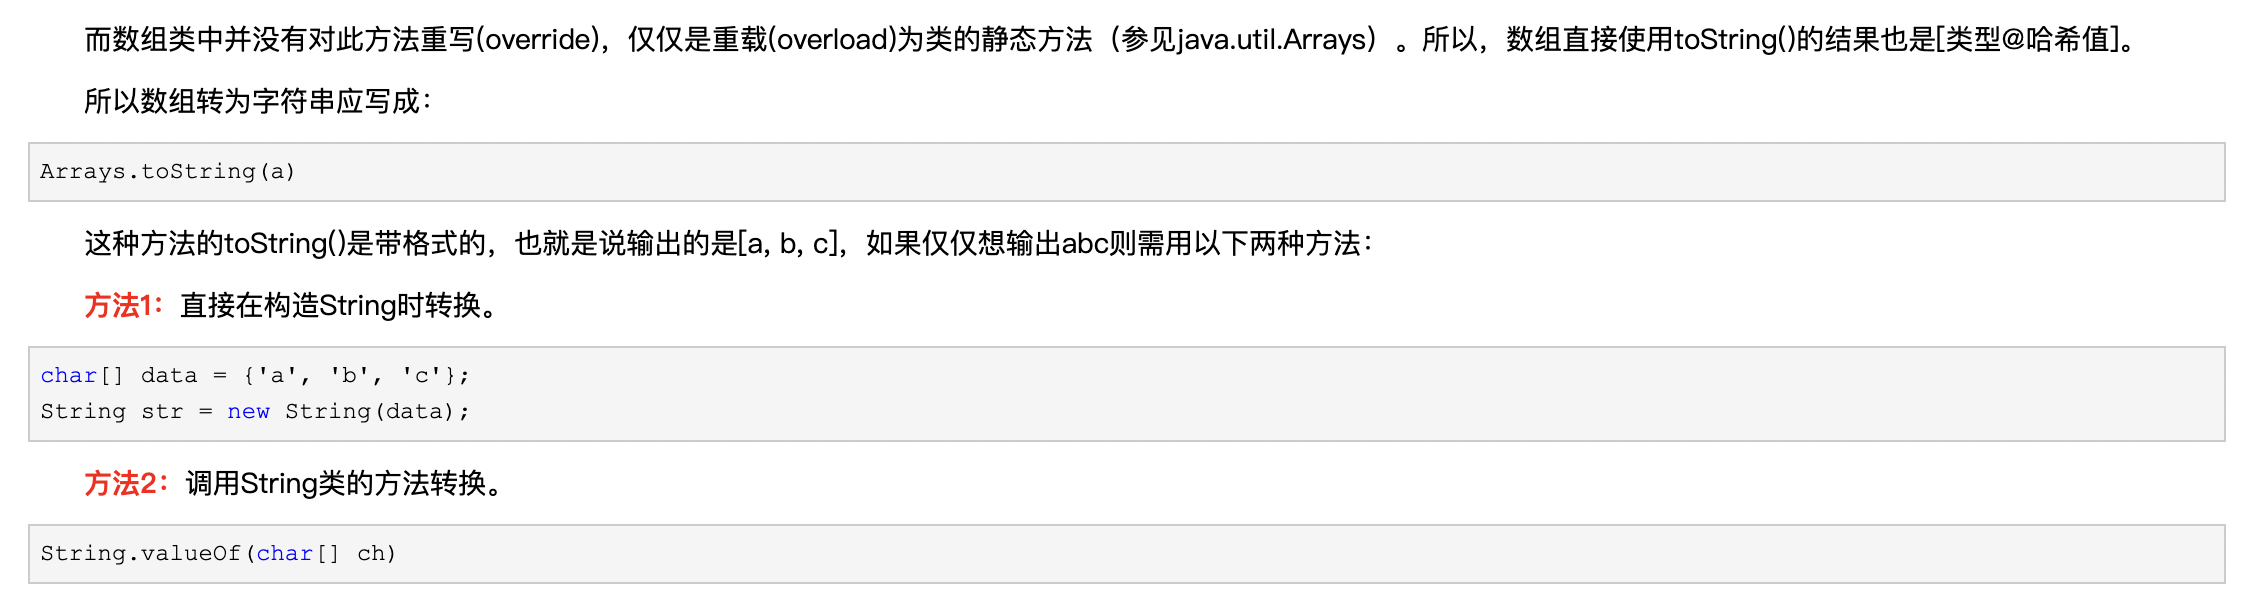 而数组类中并没有对此方法重写(override)，仅仅是重载(overload)为类的静态方法（参见java.util.Arrays）。所以，数组直接使用toString()的结果也是[类型@哈希值]。
所以数组转为字符串应写成：
Arrays.toString(a)
这种方法的toString()是带格式的，也就是说输出的是[a, b, c]，如果仅仅想输出abc则需用以下两种方法：
方法1：直接在构造String时转换。
char[] data = {'a', 'b', 'c'};
String str = new String(data);
方法2：调用String类的方法转换。
String.valueOf(char[] ch)